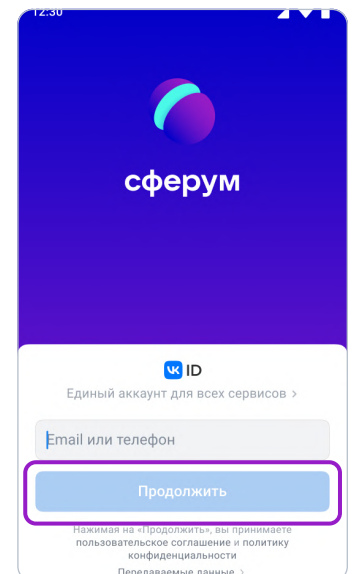 12:30
сферум
VK ID
Единый аккаунт для всех сервисов >
Email или телефон
Продолжить
Нажимая на «Продолжить», вы принимаете
пользовательское соглашение и политику
конфиденциальности
Передаваемые данные >